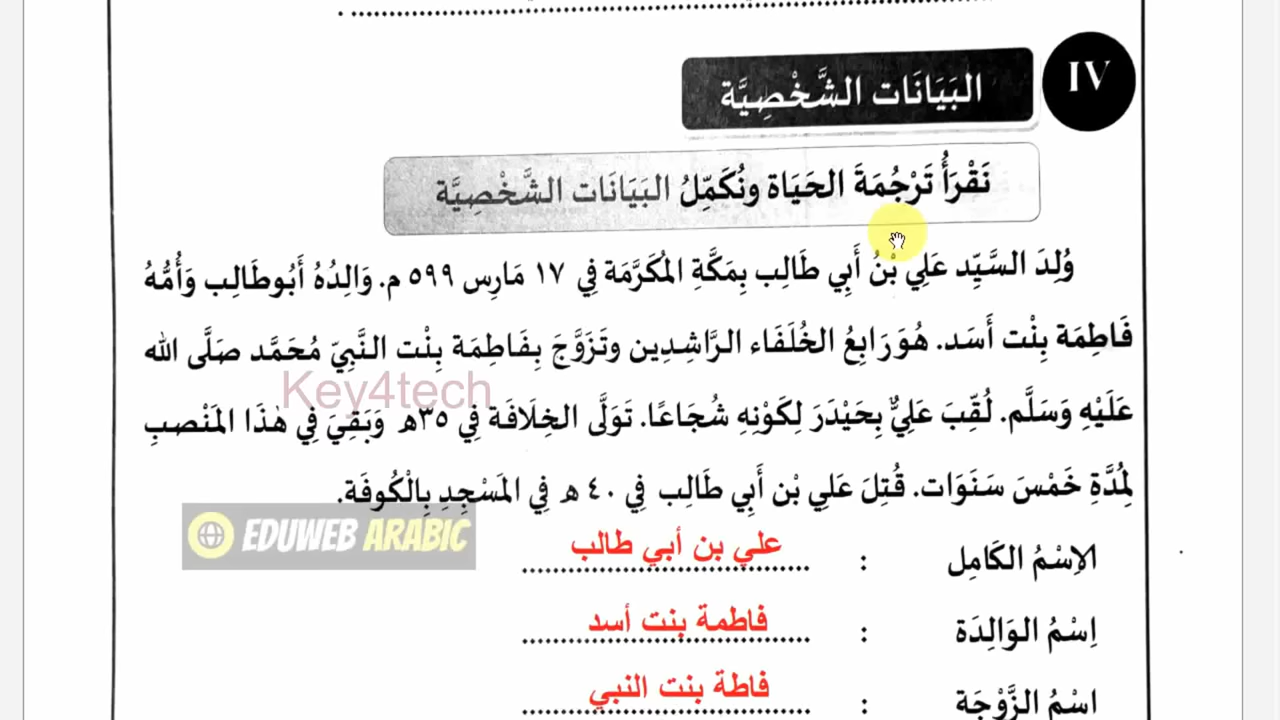 IV
البَيَانَات الشَّخْصِيَّة
نَقْرَأُ تَرْجُمَةَ الحَيَاة ونُكَمِّلُ البَيَانَات الشَّخْصِيَّة
وُلِدَ السَّيِّد عَلِي بْنُ أَبِي طَالِب بِمَكَّةِ المُكَرَّمَة فِي ١٧ مَارِس ٥٩٩ م. وَالِدُهُ أَبُوطَالِب وَأُمُّهُ
فَاطِمَة بِنْت أَسَد. هُوَ رَابِعُ الخُلَفَاء الرَّاشِدِين وتَزَوَّجَ بِفَاطِمَة بِنْت النَّبِيّ مُحَمَّد صَلَّى الله
Key4tech
عَلَيْهِ وَسَلَّم. لُقِّبَ عَلِيٌّ بِحَيْدَرَ لِكَوْنِهِ شُجَاعًا. تَوَلَّى الخِلَافَة فِي ٣٥هـ وَبَقِيَ فِي هٰذَا المَنْصبِ
لِمُدَّةِ خَمْسَ سَنَوَات. قُتِلَ عَلِي بْن أَبِي طَالِب فِي ٤٠ هـ فِي المَسْجِدِ بِالْكُوفَة.
EDUWEB ARABIC
الاِسْمُ الكَامِل : علي بن أبي طالب
اِسْمُ الوَالِدَة : فاطمة بنت أسد
اسْمُ الزَّوْجَة : فاطة بنت النبي